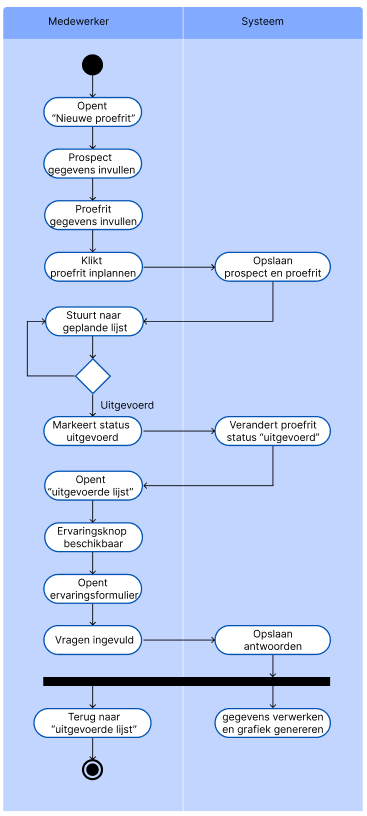 Medewerker
Systeem
Opent
“Nieuwe proefrit”
Prospect
gegevens invullen
Proefrit
gegevens invullen
Klikt
proefrit inplannen
Opslaan
prospect en proefrit
Stuurt naar
geplande lijst
Uitgevoerd
Markeert status
uitgevoerd
Verandert proefrit
status “uitgevoerd”
Opent
“uitgevoerde lijst”
Ervaringsknop
beschikbaar
Opent
ervaringsformulier
Vragen ingevuld
Opslaan
antwoorden
Terug naar
“uitgevoerde lijst”
gegevens verwerken
en grafiek genereren